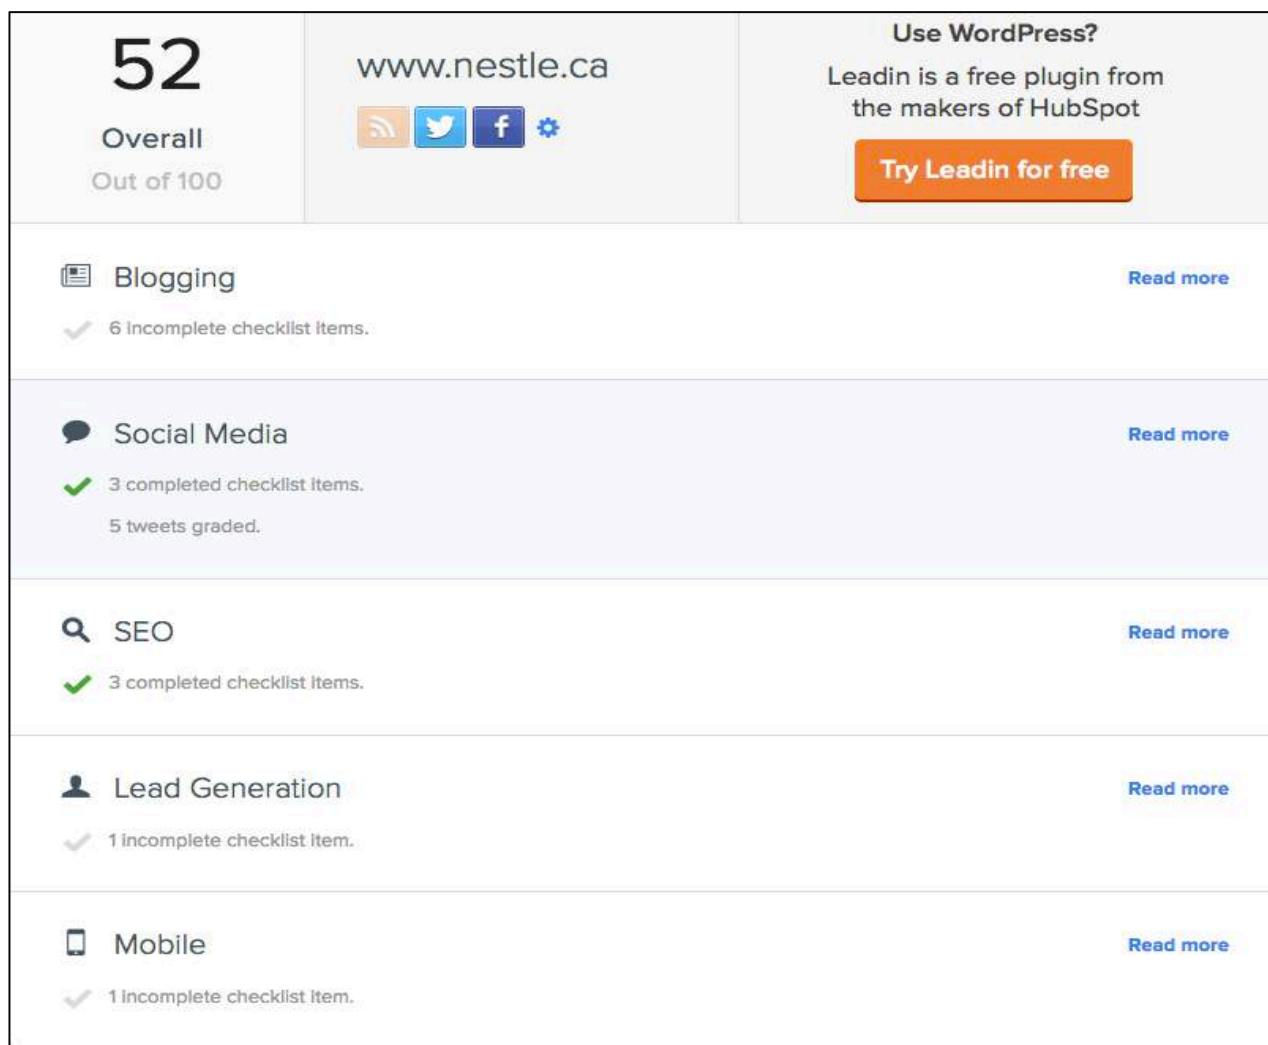 52
Overall
Out of 100
www.nestle.ca
Use WordPress?
Leadin is a free plugin from
the makers of HubSpot
Try Leadin for free
Blogging
Read more
6 incomplete checklist items.
Social Media
Read more
3 completed checklist items.
5 tweets graded.
SEO
Read more
3 completed checklist items.
Lead Generation
Read more
1 incomplete checklist item.
Mobile
Read more
1 incomplete checklist item.